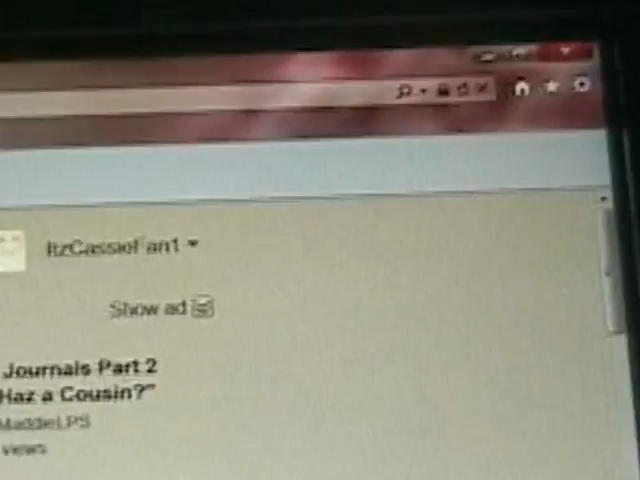 ItzCassieFan1
Show ad
Journals Part 2
Haz a Cousin?"
MaddieLPS
views